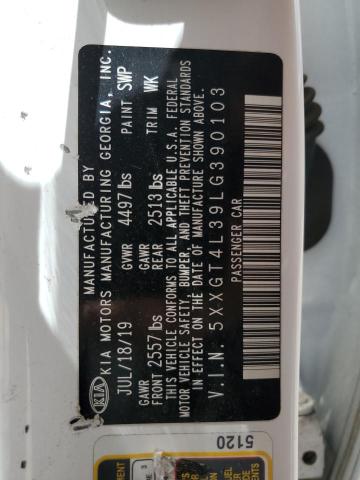 MANUFACTURED BY
KIA KIA MOTORS MANUFACTURING GEORGIA, INC.
JUL/18/19 GVWR 4497 lbs PAINT SWP
GAWR FRONT 2557 lbs GAWR REAR 2513 lbs TRIM WK
THIS VEHICLE CONFORMS TO ALL APPLICABLE U.S.A. FEDERAL
MOTOR VEHICLE SAFETY, BUMPER, AND THEFT PREVENTION STANDARDS
IN EFFECT ON THE DATE OF MANUFACTURE SHOWN ABOVE.
V.I.N. 5XXGT4L39LG390103
PASSENGER CAR
5120